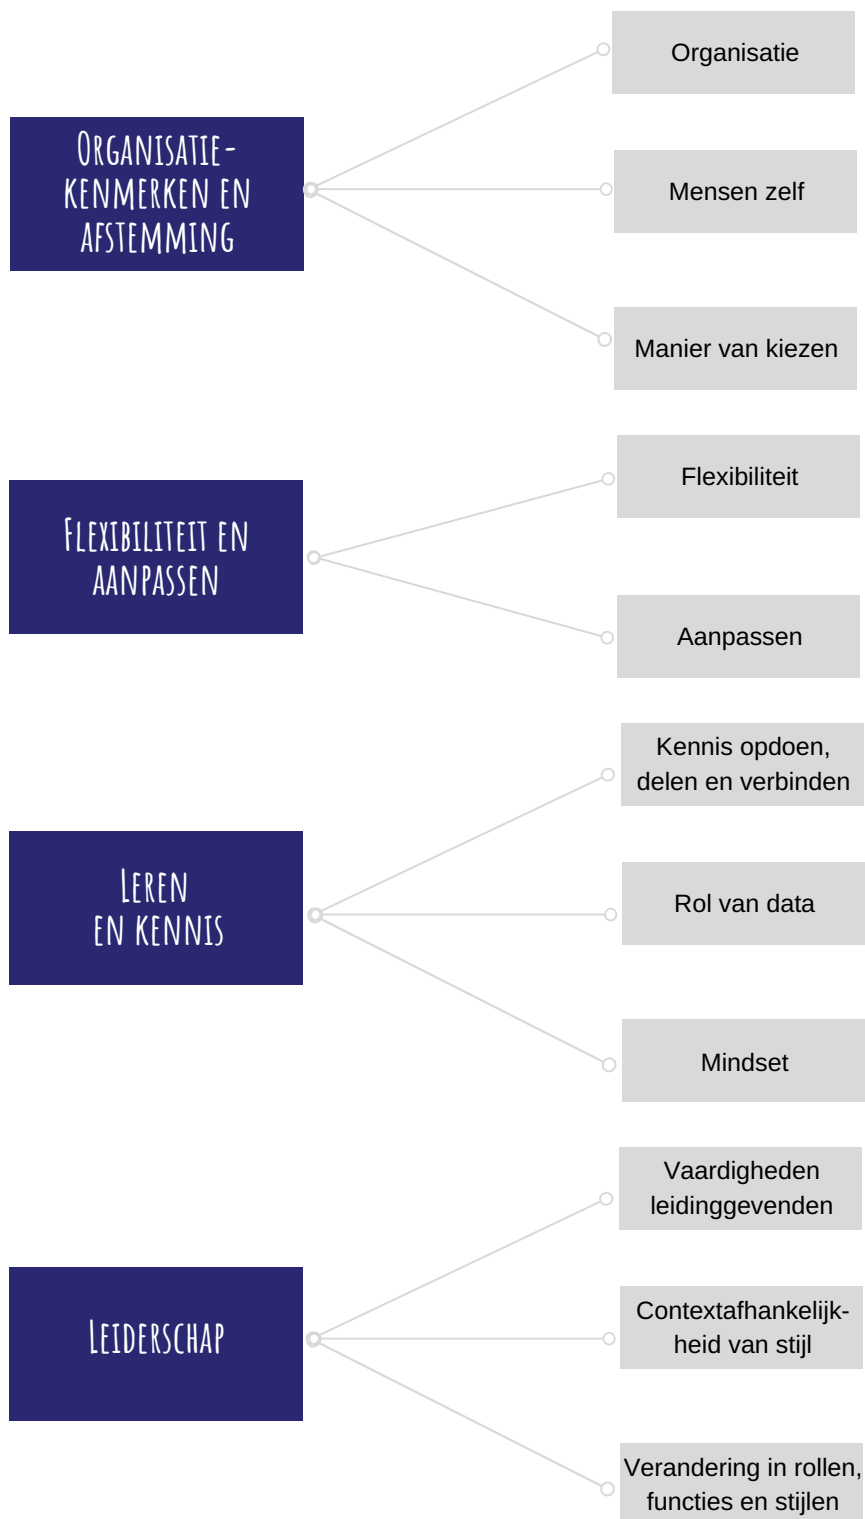 Organisatie-
kenmerken en
afstemming
Organisatie
Mensen zelf
Manier van kiezen
Flexibiliteit en
aanpassen
Flexibiliteit
Aanpassen
Leren
en kennis
Kennis opdoen,
delen en verbinden
Rol van data
Mindset
Leiderschap
Vaardigheden
leidinggevenden
Contextafhankelijk-
heid van stijl
Verandering in rollen,
functies en stijlen